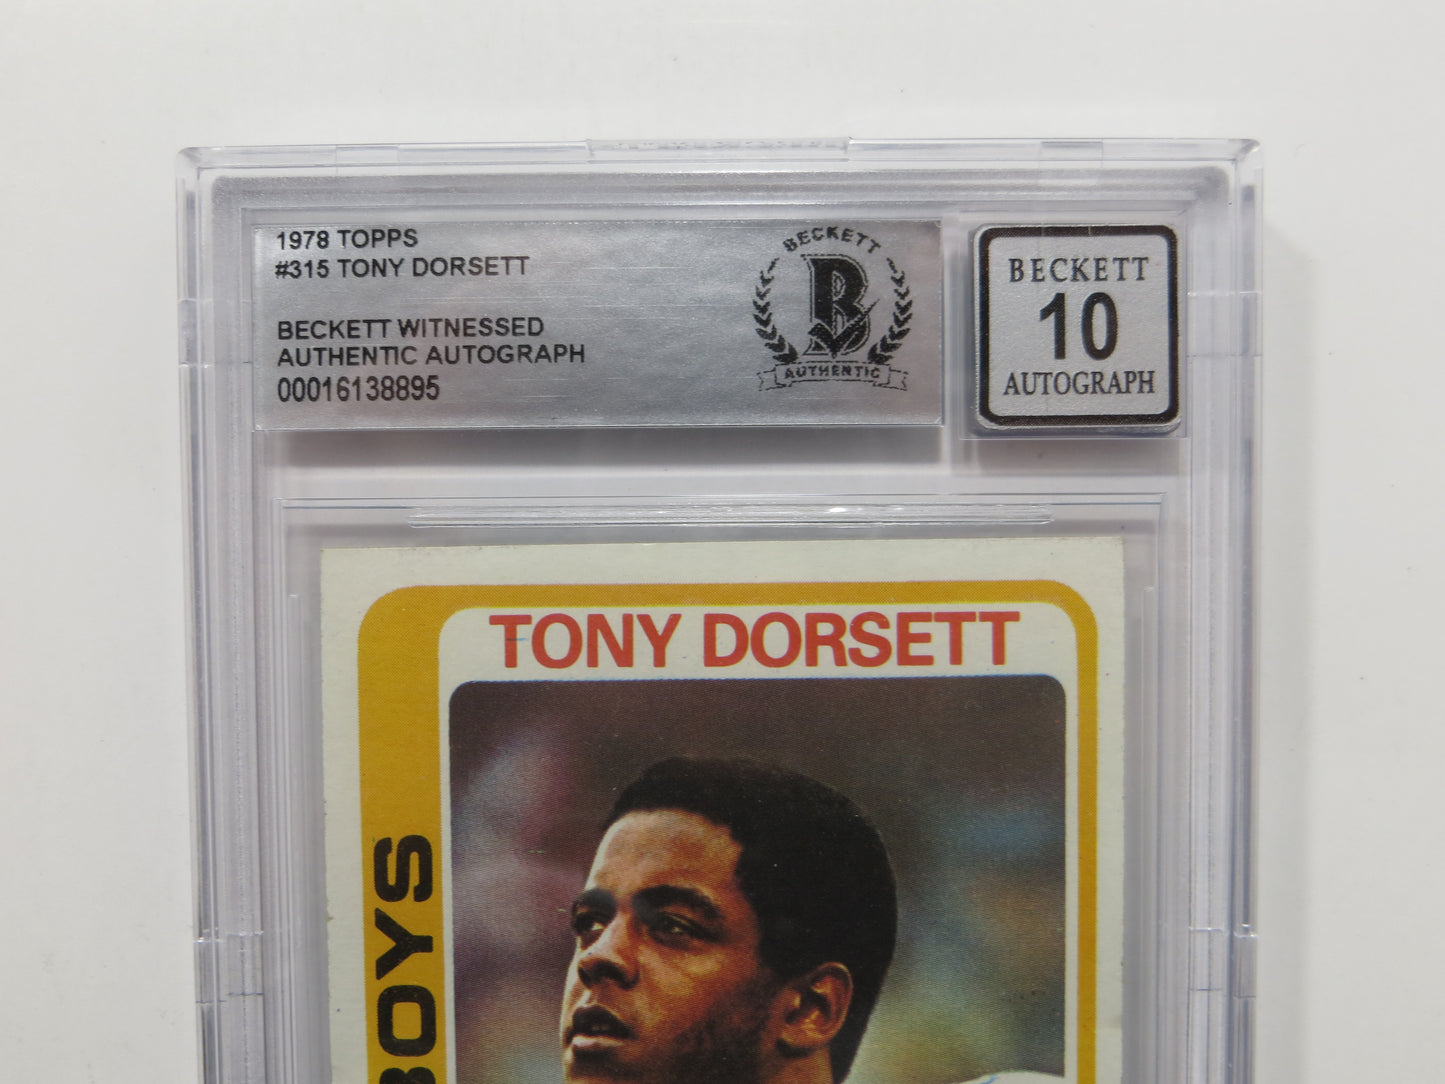 1978 TOPPS
#315 TONY DORSETT
BECKETT WITNESSED
AUTHENTIC AUTOGRAPH
00016138895
BECKETT
B
AUTHENTIC
BECKETT
10
AUTOGRAPH
TONY DORSETT
BOYS